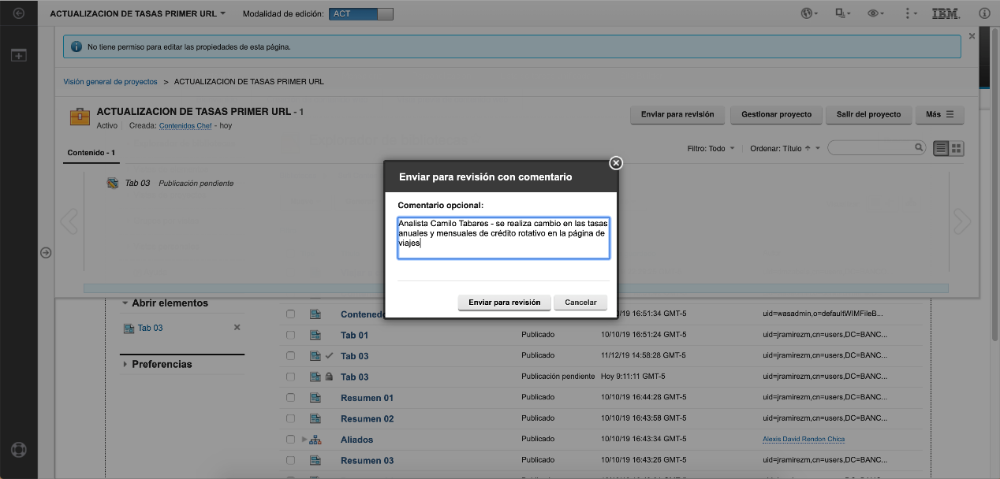 ACTUALIZACION DE TASAS PRIMER URL
Modalidad de edición:
ACT
IBM.
No tiene permiso para editar las propiedades de esta página.
Visión general de proyectos > ACTUALIZACION DE TASAS PRIMER URL
ACTUALIZACION DE TASAS PRIMER URL - 1
Activo Creada: Contenidos Chef - hoy
Enviar para revisión
Gestionar proyecto
Salir del proyecto
Más
Contenido - 1
Filtro: Todo
Ordenar: Título
Tab 03 Publicación pendiente
Enviar para revisión con comentario
Comentario opcional:
Analista Camilo Tabares - se realiza cambio en las tasas
anuales y mensuales de crédito rotativo en la página de
viajes
Enviar para revisión
Cancelar
Abrir elementos
Tab 03
Preferencias
16:51:34 GMT-5 uid=wasadmin,o=defaultWIMFileB...
Tab 01 Publicado 10/10/19 16:51:24 GMT-5 uid=jramirezm,cn=users,DC=BANC...
Tab 03 Publicado 11/12/19 14:58:28 GMT-5 uid=jramirezm,cn=users,DC=BANC...
Tab 03 Publicación pendiente Hoy 9:11:11 GMT-5 uid=jramirezm,cn=users,DC=BANC...
Resumen 01 Publicado 10/10/19 16:44:28 GMT-5 uid=jramirezm,cn=users,DC=BANC...
Resumen 02 Publicado 10/10/19 16:43:58 GMT-5 uid=jramirezm,cn=users,DC=BANC...
Aliados Publicado 10/10/19 16:43:34 GMT-5 Alexis David Rendon Chica
Resumen 03 Publicado 10/10/19 16:43:26 GMT-5 uid=jramirezm,cn=users,DC=BANC...